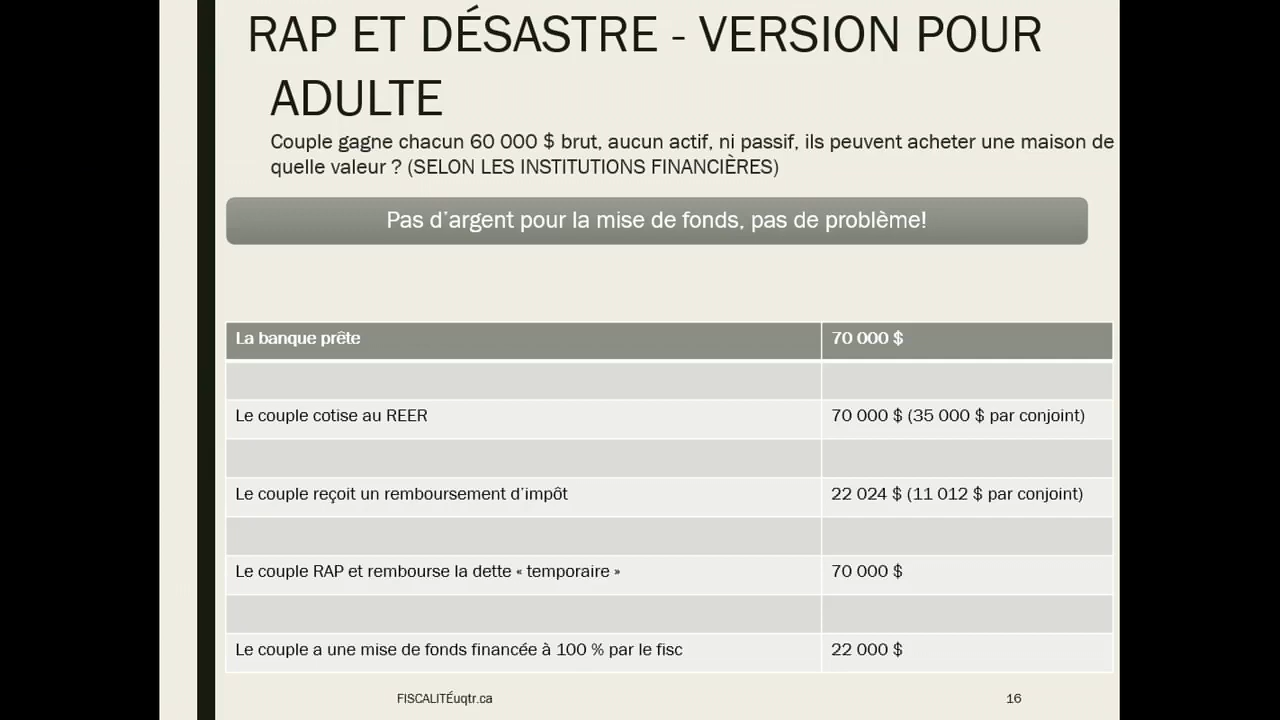 RAP ET DÉSASTRE - VERSION POUR
ADULTE
Couple gagne chacun 60 000 $ brut, aucun actif, ni passif, ils peuvent acheter une maison de
quelle valeur ? (SELON LES INSTITUTIONS FINANCIÈRES)
Pas d'argent pour la mise de fonds, pas de problème!
La banque prête 70 000 $
Le couple cotise au REER 70 000 $ (35 000 $ par conjoint)
Le couple reçoit un remboursement d'impôt 22 024 $ (11 012 $ par conjoint)
Le couple RAP et rembourse la dette « temporaire » 70 000 $
Le couple a une mise de fonds financée à 100 % par le fisc 22 000 $
FISCALITÉuqtr.ca 16